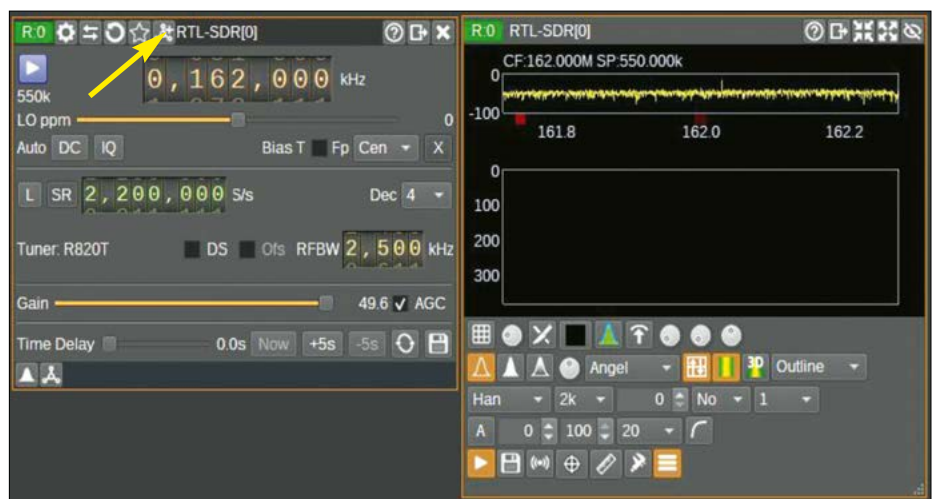 R:0 RTL-SDR[0]
0,162,000 kHz
550k
LO ppm 0
Auto DC IQ Bias T Fp Cen X
L SR 2,200,000 S/s Dec 4
Tuner: R820T DS Ofs RFBW 2,500 kHz
Gain 49.6 AGC
Time Delay 0.0s Now +5s -5s
R:0 RTL-SDR[0]
CF:162.000M SP:550.000k
0
-100
161.8 162.0 162.2
0
100
200
300
Angel 3D Outline
Han 2k 0 No 1
A 0 100 20